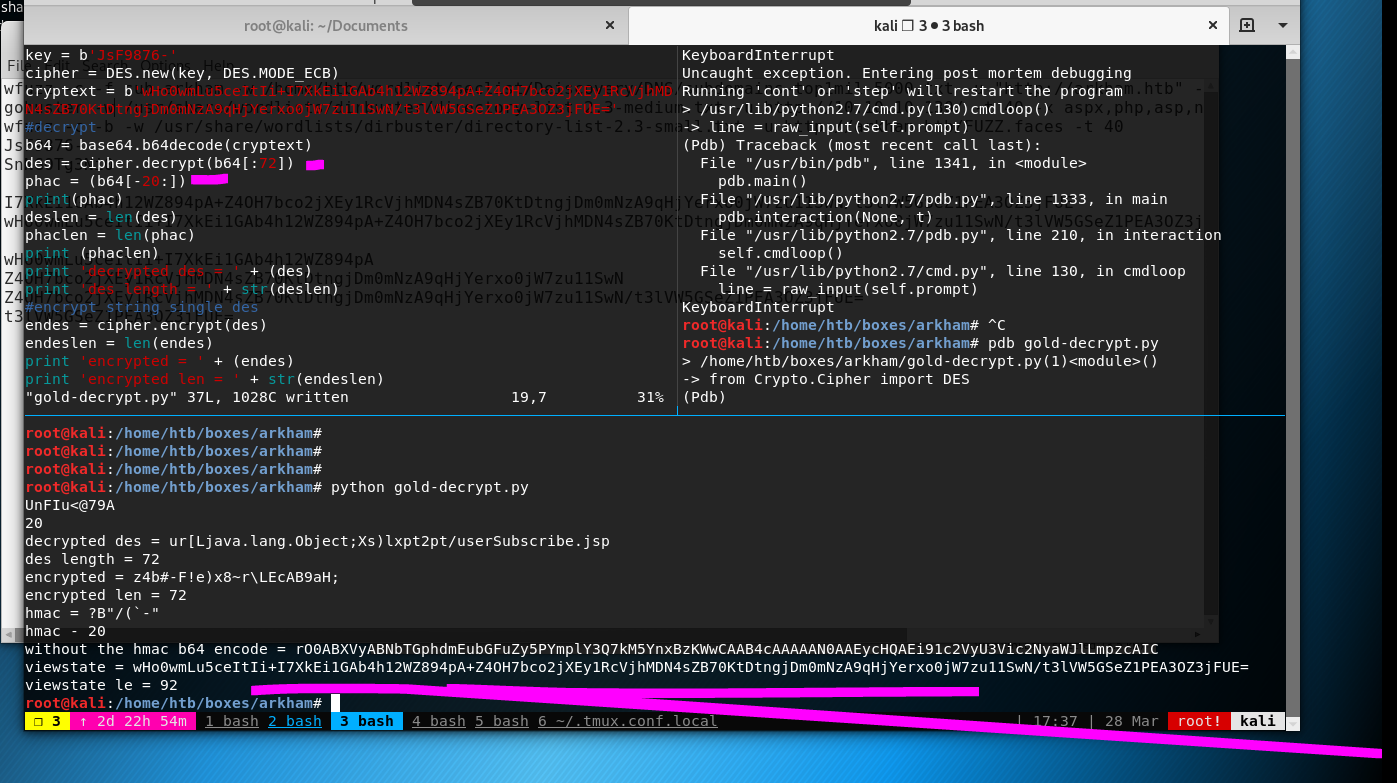 sha
root@kali: ~/Documents
kali ❐ 3 ● 3 bash
key = b'JsF9876-'
cipher = DES.new(key, DES.MODE_ECB)
#decrypt
b64 = base64.b64decode(cryptext)
des = cipher.decrypt(b64[:72])
phac = (b64[-20:])
print(phac)
deslen = len(des)
phaclen = len(phac)
print (phaclen)
print 'decrypted des = ' + (des)
print 'des length = ' + str(deslen)
#encrypt string single des
endes = cipher.encrypt(des)
endeslen = len(endes)
print 'encrypted = ' + (endes)
print 'encrypted len = ' + str(endeslen)
"gold-decrypt.py" 37L, 1028C written 19,7 31%
KeyboardInterrupt
Uncaught exception. Entering post mortem debugging
Running 'cont' or 'step' will restart the program
> /usr/lib/python2.7/cmd.py(130)cmdloop()
-> line = raw_input(self.prompt)
(Pdb) Traceback (most recent call last):
File "/usr/bin/pdb", line 1341, in <module>
pdb.main()
File "/usr/lib/python2.7/pdb.py", line 1333, in main
pdb.interaction(None, t)
File "/usr/lib/python2.7/pdb.py", line 210, in interaction
self.cmdloop()
File "/usr/lib/python2.7/cmd.py", line 130, in cmdloop
line = raw_input(self.prompt)
KeyboardInterrupt
root@kali:/home/htb/boxes/arkham# ^C
root@kali:/home/htb/boxes/arkham# pdb gold-decrypt.py
> /home/htb/boxes/arkham/gold-decrypt.py(1)<module>()
-> from Crypto.Cipher import DES
(Pdb)
root@kali:/home/htb/boxes/arkham#
root@kali:/home/htb/boxes/arkham#
root@kali:/home/htb/boxes/arkham#
root@kali:/home/htb/boxes/arkham# python gold-decrypt.py
UnFIu<@79A
20
decrypted des = ur[Ljava.lang.Object;Xs)lxpt2pt/userSubscribe.jsp
des length = 72
encrypted = z4b#-F!e)x8~r\LEcAB9aH;
encrypted len = 72
hmac = ?B"/(`-"
hmac - 20
without the hmac b64 encode = rO0ABXVyABNbTGphdmEubGFuZy5PYmplY3Q7kM5YnxBzKWwCAAB4cAAAAAN0AAEycHQAEi91c2VyU3Vic2NyaWJlLmpzcAIC
viewstate = wHo0wmLu5ceItIi+I7XkEi1GAb4h12WZ894pA+Z4OH7bco2jXEy1RcVjhMDN4sZB70KtDtngjDm0mNzA9qHjYerxo0jW7zu11SwN/t3lVW5GSeZ1PEA3OZ3jFUE=
viewstate le = 92
root@kali:/home/htb/boxes/arkham#
❐ 3 ↑ 2d 22h 54m 1 bash 2 bash 3 bash 4 bash 5 bash 6 ~/.tmux.conf.local | 17:37 | 28 Mar root! kali